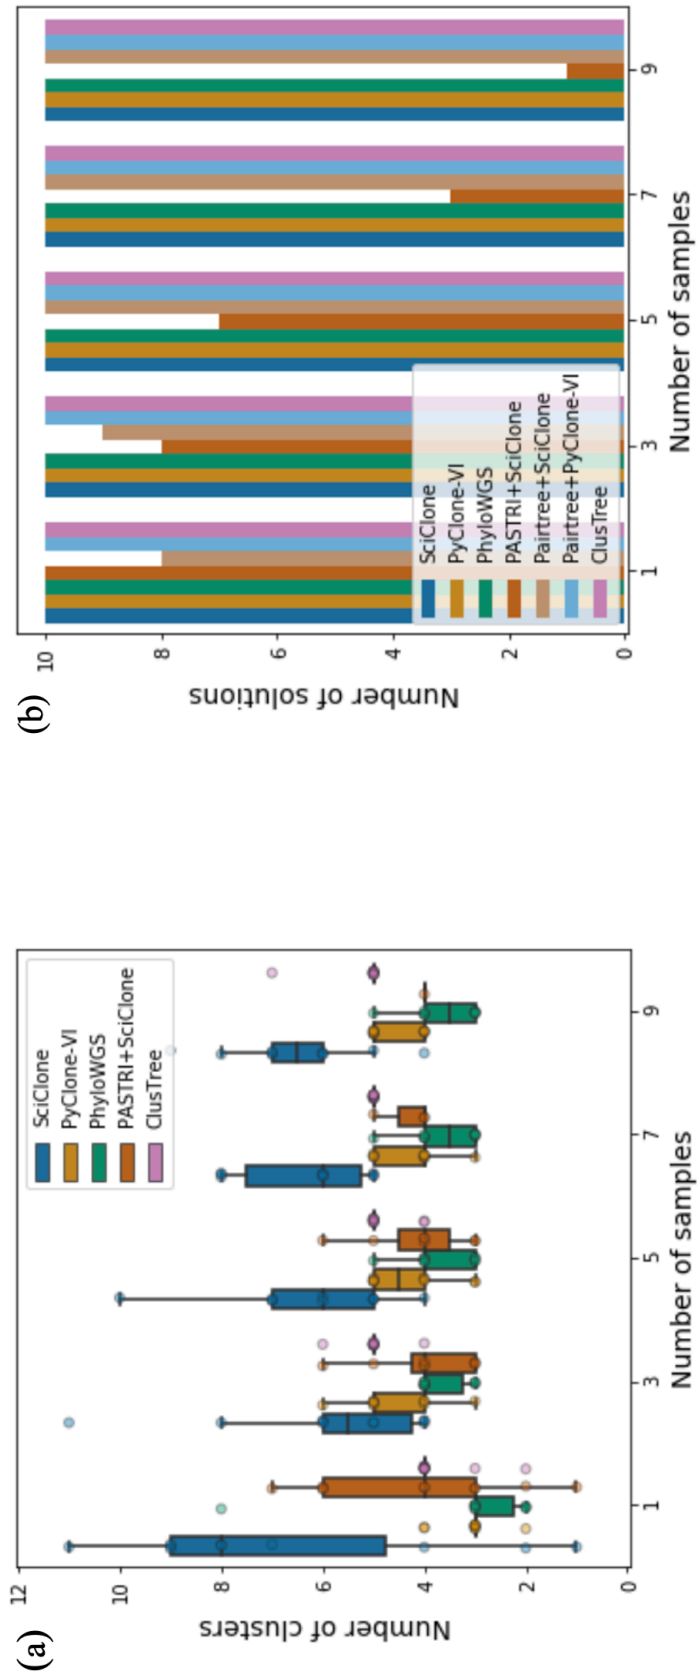 (a)
12
10
8
6
4
2
0
Number of clusters
1
3
5
7
9
Number of samples
SciClone
PyClone-VI
PhyloWGS
PASTRI+SciClone
ClusTree
(b)
10
8
6
4
2
0
Number of solutions
1
3
5
7
9
Number of samples
SciClone
PyClone-VI
PhyloWGS
PASTRI+SciClone
Pairtree+SciClone
Pairtree+PyClone-VI
ClusTree